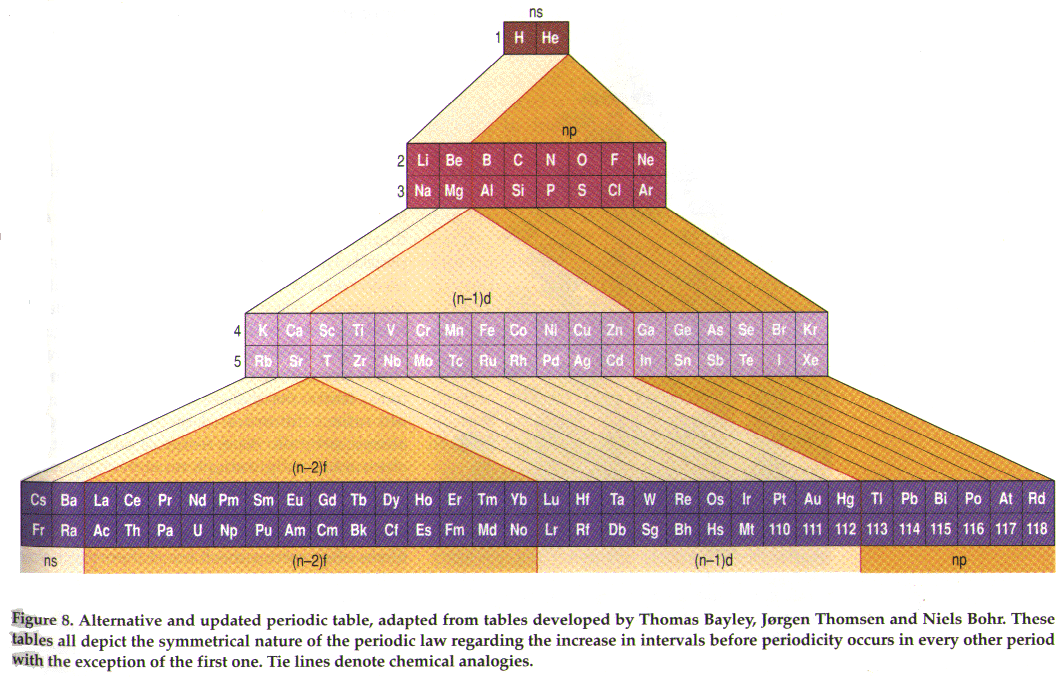 ns
1 H He
np
2 Li Be B C N O F Ne
3 Na Mg Al Si P S Cl Ar
(n–1)d
4 K Ca Sc Ti V Cr Mn Fe Co Ni Cu Zn Ga Ge As Se Br Kr
5 Rb Sr T Zr Nb Mo Tc Ru Rh Pd Ag Cd In Sn Sb Te I Xe
(n–2)f
Cs Ba La Ce Pr Nd Pm Sm Eu Gd Tb Dy Ho Er Tm Yb Lu Hf Ta W Re Os Ir Pt Au Hg Tl Pb Bi Po At Rd
Fr Ra Ac Th Pa U Np Pu Am Cm Bk Cf Es Fm Md No Lr Rf Db Sg Bh Hs Mt 110 111 112 113 114 115 116 117 118
ns (n–2)f (n–1)d np
Figure 8. Alternative and updated periodic table, adapted from tables developed by Thomas Bayley, Jørgen Thomsen and Niels Bohr. These
tables all depict the symmetrical nature of the periodic law regarding the increase in intervals before periodicity occurs in every other period
with the exception of the first one. Tie lines denote chemical analogies.